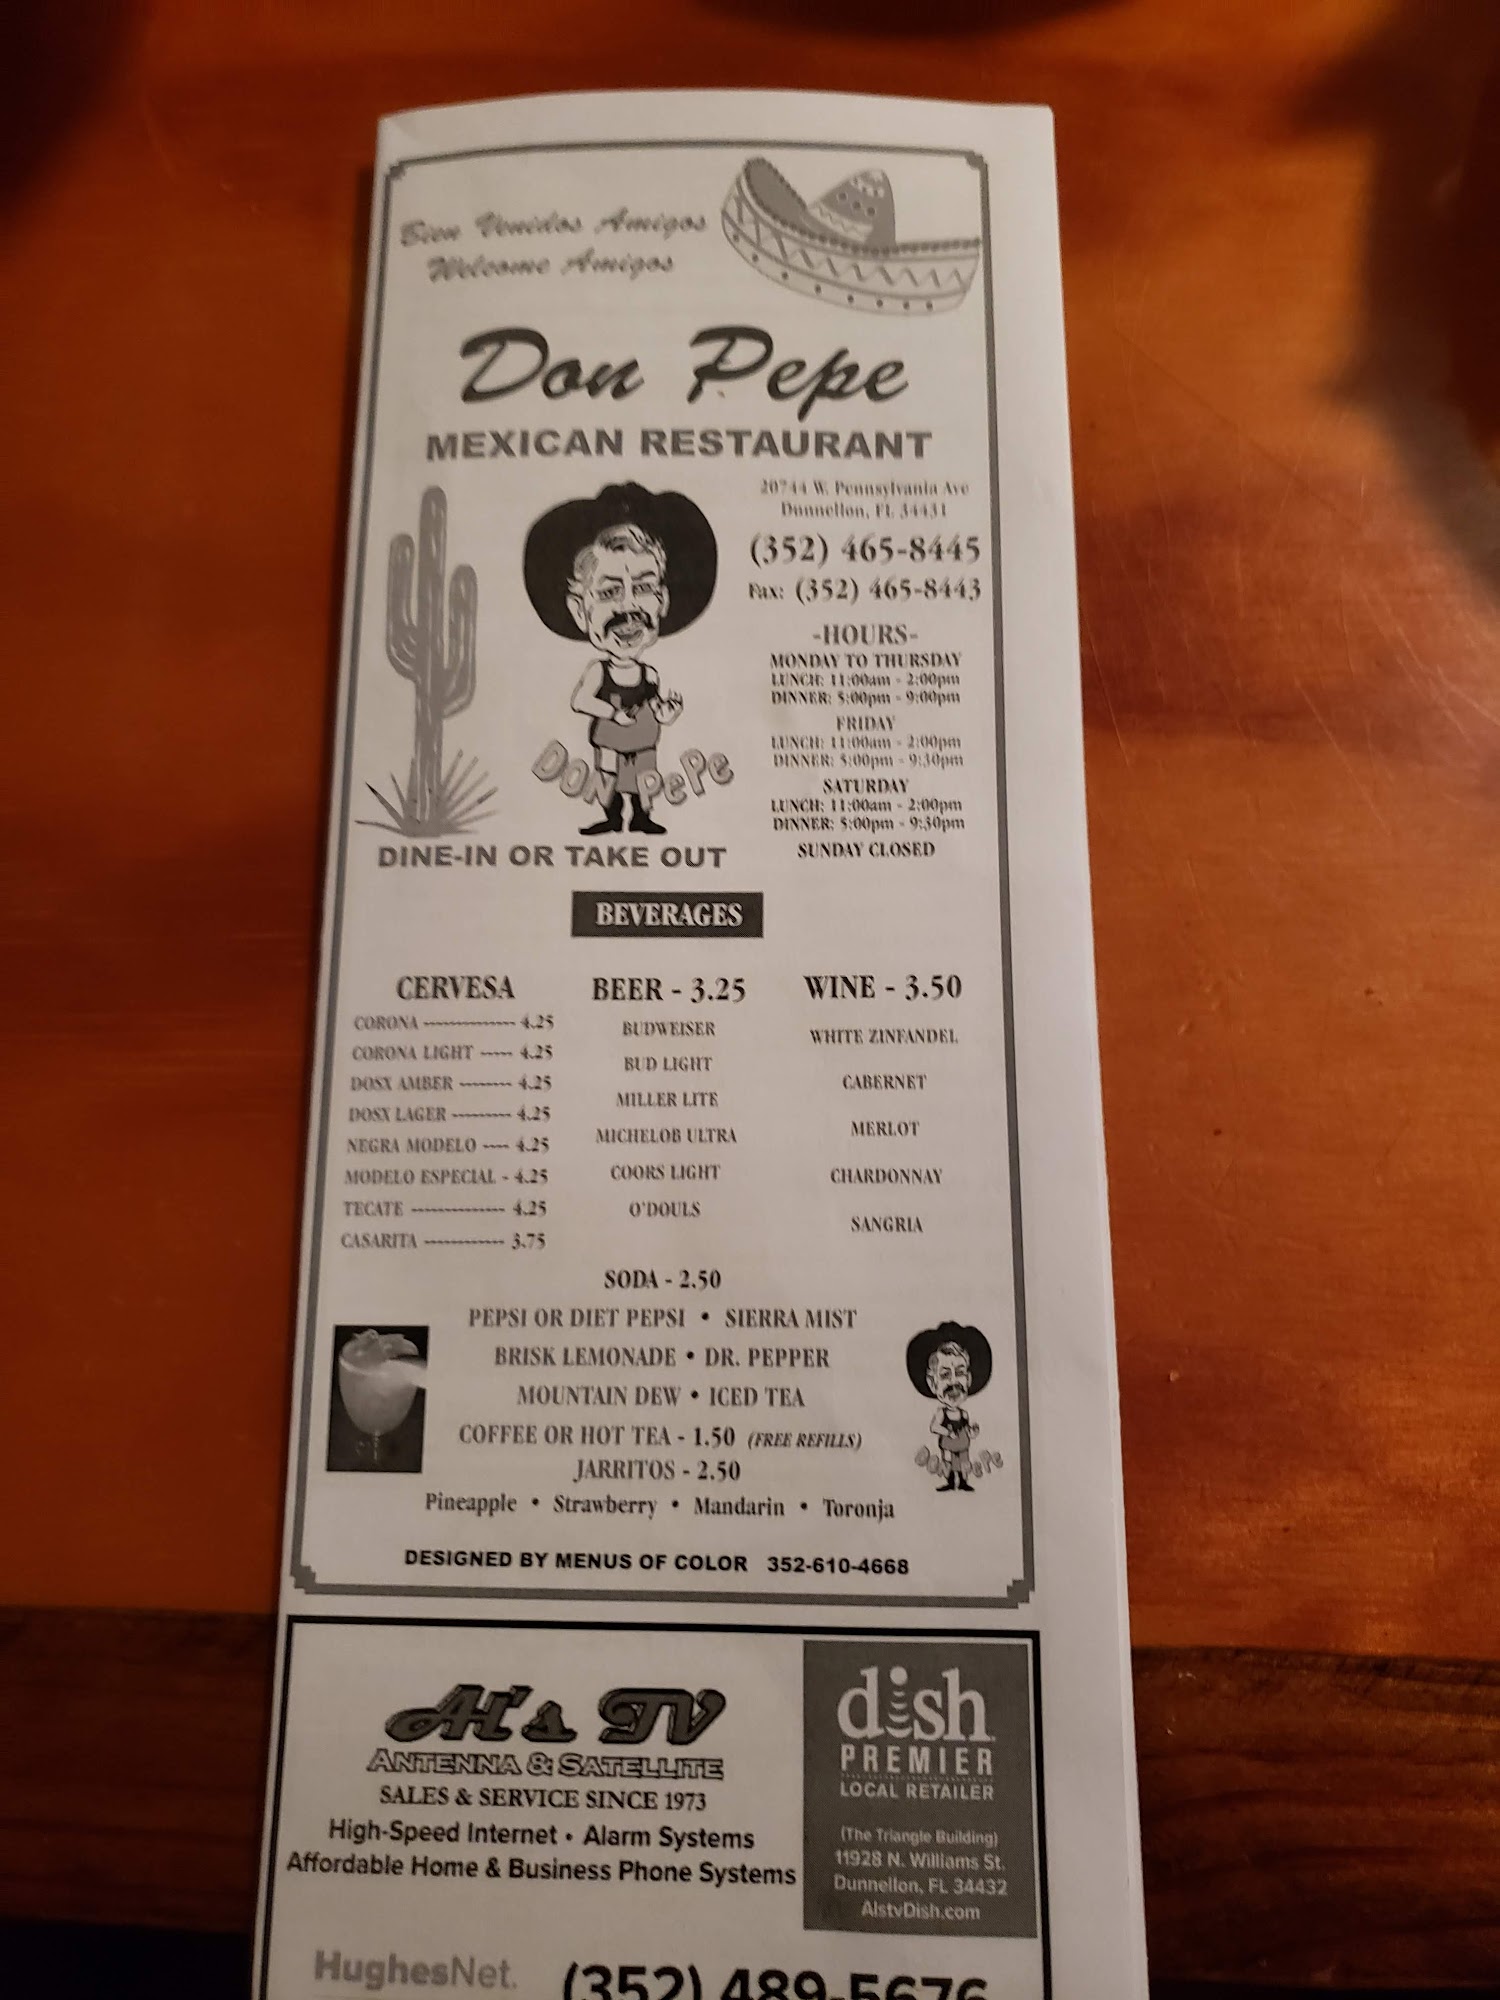 Bien Venidos Amigos
Welcome Amigos
Don Pepe
MEXICAN RESTAURANT
20744 W. Pennsylvania Ave
Dunnellon, FL 34431
(352) 465-8445
Fax: (352) 465-8443
-HOURS-
MONDAY TO THURSDAY
LUNCH: 11:00am - 2:00pm
DINNER: 5:00pm - 9:00pm
FRIDAY
LUNCH: 11:00am - 2:00pm
DINNER: 5:00pm - 9:30pm
SATURDAY
LUNCH: 11:00am - 2:00pm
DINNER: 5:00pm - 9:30pm
SUNDAY CLOSED
DON PePe
DINE-IN OR TAKE OUT
BEVERAGES
CERVESA
CORONA -------------- 4.25
CORONA LIGHT ----- 4.25
DOSX AMBER -------- 4.25
DOSX LAGER --------- 4.25
NEGRA MODELO ---- 4.25
MODELO ESPECIAL - 4.25
TECATE -------------- 4.25
CASARITA ------------ 3.75
BEER - 3.25
BUDWEISER
BUD LIGHT
MILLER LITE
MICHELOB ULTRA
COORS LIGHT
O'DOULS
WINE - 3.50
WHITE ZINFANDEL
CABERNET
MERLOT
CHARDONNAY
SANGRIA
SODA - 2.50
PEPSI OR DIET PEPSI • SIERRA MIST
BRISK LEMONADE • DR. PEPPER
MOUNTAIN DEW • ICED TEA
COFFEE OR HOT TEA - 1.50 (FREE REFILLS)
JARRITOS - 2.50
Pineapple • Strawberry • Mandarin • Toronja
DON PePe
DESIGNED BY MENUS OF COLOR 352-610-4668
Al's TV
ANTENNA & SATELLITE
SALES & SERVICE SINCE 1973
High-Speed Internet • Alarm Systems
Affordable Home & Business Phone Systems
dish
PREMIER
LOCAL RETAILER
(The Triangle Building)
11928 N. Williams St.
Dunnellon, FL 34432
AlstvDish.com
HughesNet.
(352) 489-5676